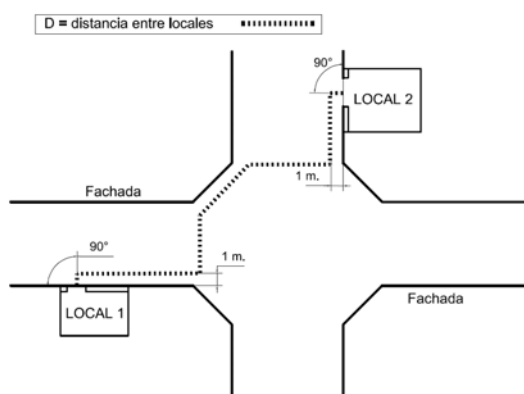 D = distancia entre locales
90°
LOCAL 2
1 m.
Fachada
90°
1 m.
LOCAL 1
Fachada